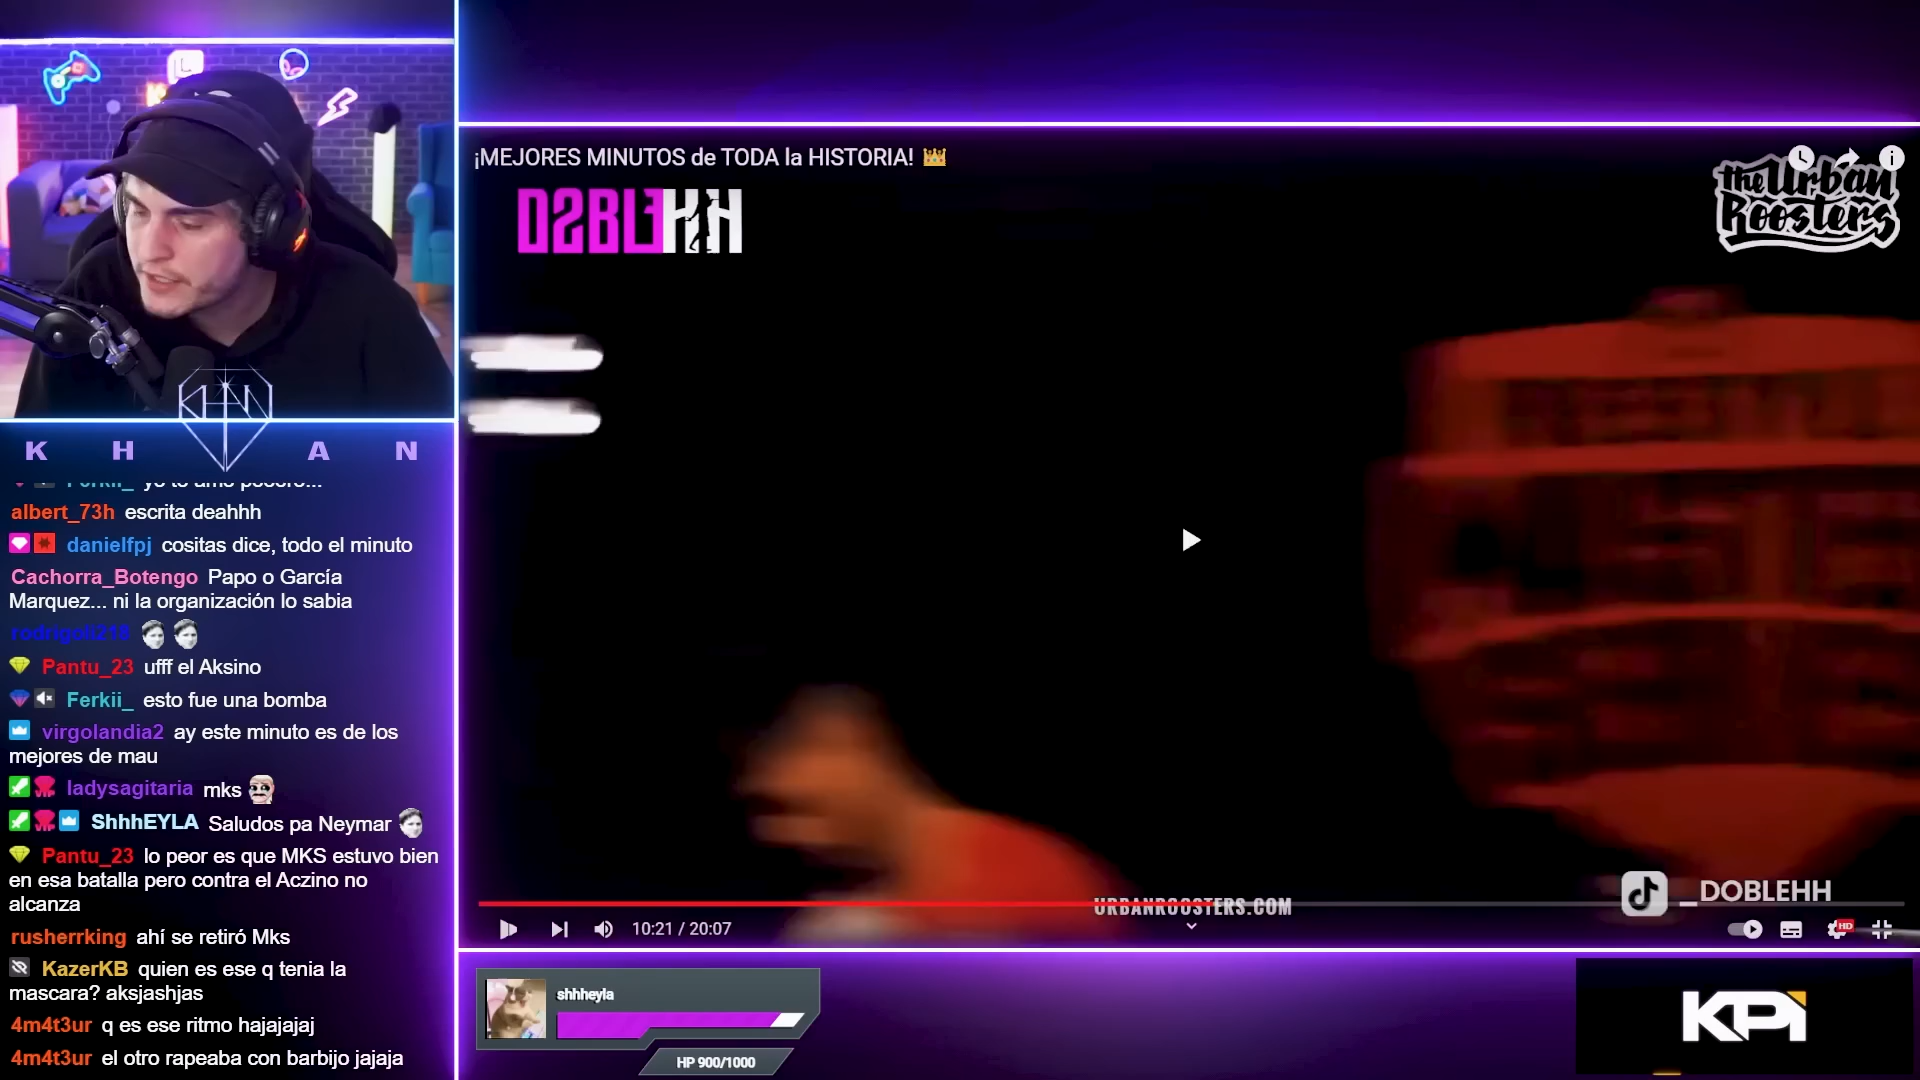 ¡MEJORES MINUTOS de TODA la HISTORIA!
D2BLEHH
the Urban
Roosters
KHAN
K H A N
Ferkii_
albert_73h escrita deahhh
danielfpj cositas dice, todo el minuto
Cachorra_Botengo Papo o García
Marquez... ni la organización lo sabia
rodrigoli218
Pantu_23 ufff el Aksino
Ferkii_ esto fue una bomba
virgolandia2 ay este minuto es de los
mejores de mau
ladysagitaria mks
ShhhEYLA Saludos pa Neymar
Pantu_23 lo peor es que MKS estuvo bien
en esa batalla pero contra el Aczino no
alcanza
rusherrking ahí se retiró Mks
KazerKB quien es ese q tenia la
mascara? aksjashjas
4m4t3ur q es ese ritmo hajajajaj
4m4t3ur el otro rapeaba con barbijo jajaja
_DOBLEHH
URBANROOSTERS.COM
10:21 / 20:07
HD
shhheyla
HP 900/1000
KPI